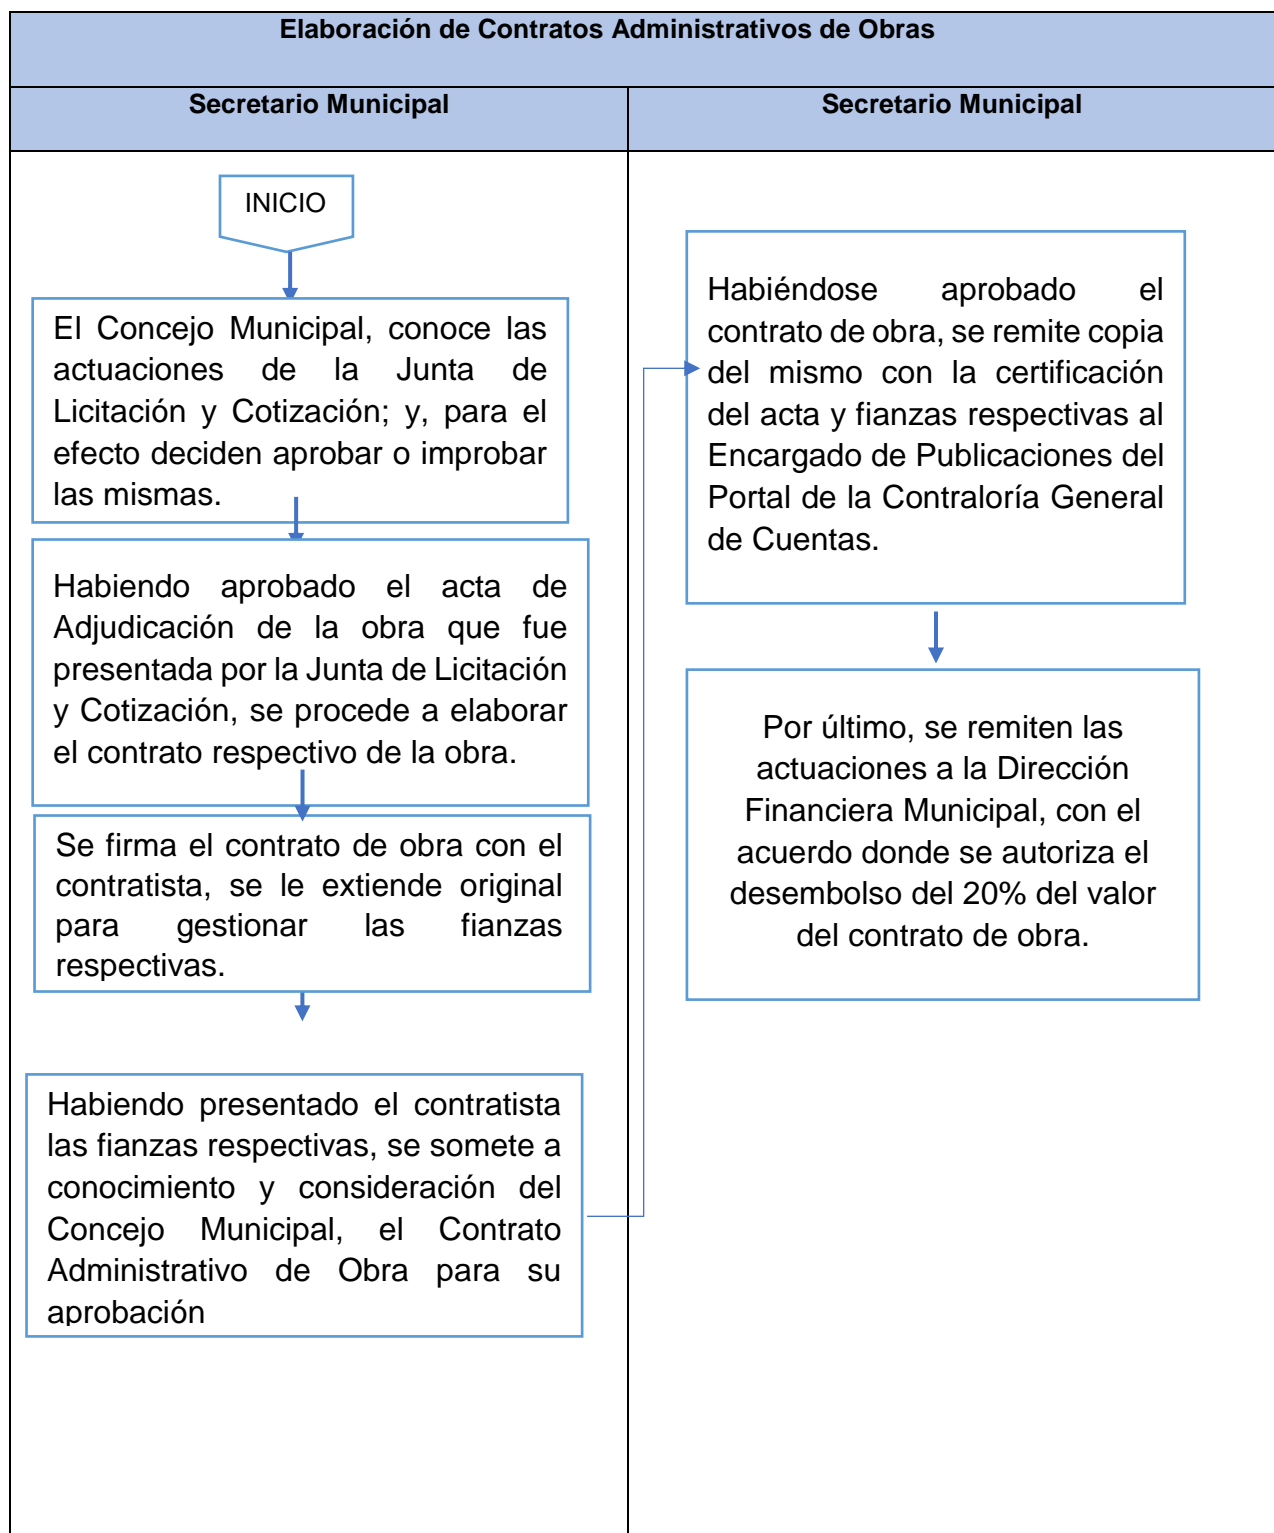 Elaboración de Contratos Administrativos de Obras
Secretario Municipal
Secretario Municipal
INICIO
El Concejo Municipal, conoce las
actuaciones de la Junta de
Licitación y Cotización; y, para el
efecto deciden aprobar o improbar
las mismas.
Habiendo aprobado el acta de
Adjudicación de la obra que fue
presentada por la Junta de Licitación
y Cotización, se procede a elaborar
el contrato respectivo de la obra.
Se firma el contrato de obra con el
contratista, se le extiende original
para gestionar las fianzas
respectivas.
Habiendo presentado el contratista
las fianzas respectivas, se somete a
conocimiento y consideración del
Concejo Municipal, el Contrato
Administrativo de Obra para su
aprobación
Habiéndose aprobado el
contrato de obra, se remite copia
del mismo con la certificación
del acta y fianzas respectivas al
Encargado de Publicaciones del
Portal de la Contraloría General
de Cuentas.
Por último, se remiten las
actuaciones a la Dirección
Financiera Municipal, con el
acuerdo donde se autoriza el
desembolso del 20% del valor
del contrato de obra.